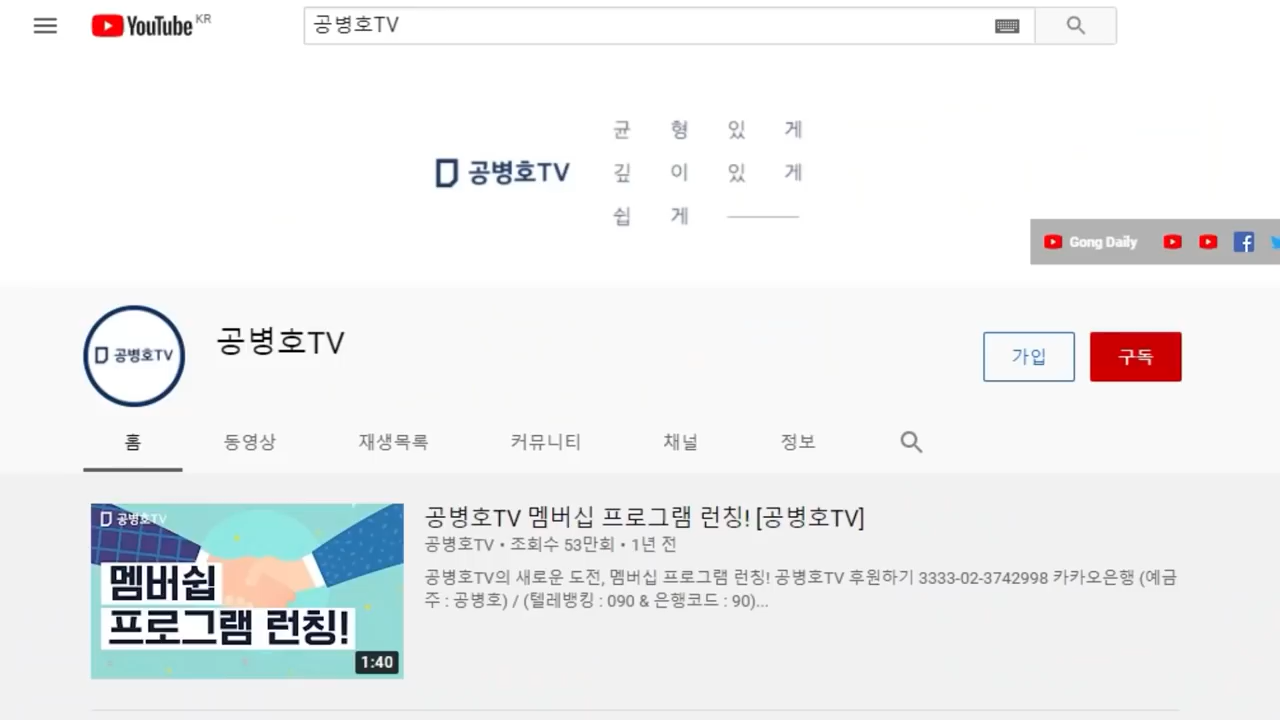 YouTube KR
공병호TV
균 형 있 게
공병호TV
깊 이 있 게
쉽 게
Gong Daily
공병호TV
공병호TV
가입
구독
홈
동영상
재생목록
커뮤니티
채널
정보
공병호TV
멤버쉽
프로그램 런칭!
1:40
공병호TV 멤버십 프로그램 런칭! [공병호TV]
공병호TV • 조회수 53만회 • 1년 전
공병호TV의 새로운 도전, 멤버십 프로그램 런칭! 공병호TV 후원하기 3333-02-3742998 카카오은행 (예금
주 : 공병호) / (텔레뱅킹 : 090 & 은행코드 : 90)...